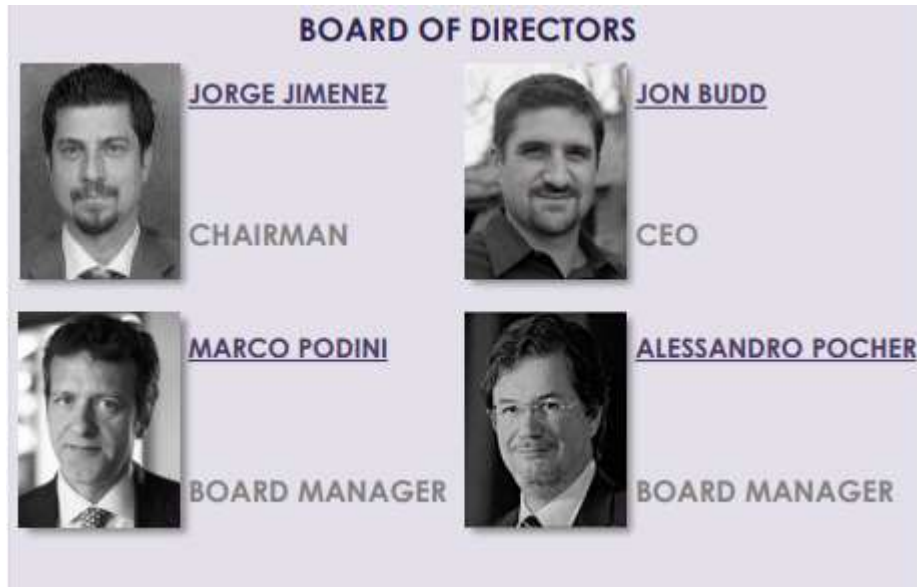 BOARD OF DIRECTORS
JORGE JIMENEZ
CHAIRMAN
JON BUDD
CEO
MARCO PODINI
BOARD MANAGER
ALESSANDRO POCHER
BOARD MANAGER